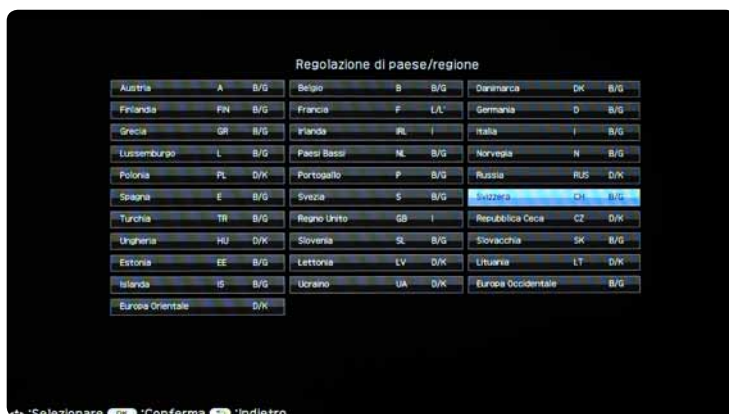 Regolazione di paese/regione
Austria A B/G Belgio B B/G Danimarca DK B/G
Finlandia FIN B/G Francia F L/L' Germania D B/G
Grecia GR B/G Irlanda IRL I Italia I B/G
Lussemburgo L B/G Paesi Bassi NL B/G Norvegia N B/G
Polonia PL D/K Portogallo P B/G Russia RUS D/K
Spagna E B/G Svezia S B/G Svizzera CH B/G
Turchia TR B/G Regno Unito GB I Repubblica Ceca CZ D/K
Ungheria HU D/K Slovenia SL B/G Slovacchia SK B/G
Estonia EE B/G Lettonia LV D/K Lituania LT D/K
Islanda IS B/G Ucraino UA D/K Europa Occidentale B/G
Europa Orientale D/K
:Selezionare OK :Conferma :Indietro